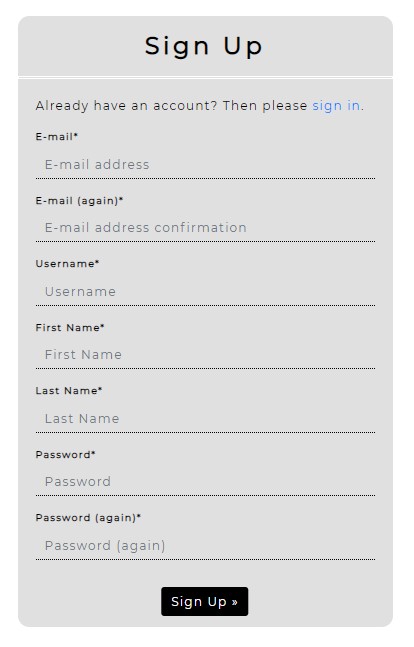 Sign Up
Already have an account? Then please sign in.
E-mail*
E-mail address
E-mail (again)*
E-mail address confirmation
Username*
Username
First Name*
First Name
Last Name*
Last Name
Password*
Password
Password (again)*
Password (again)
Sign Up »